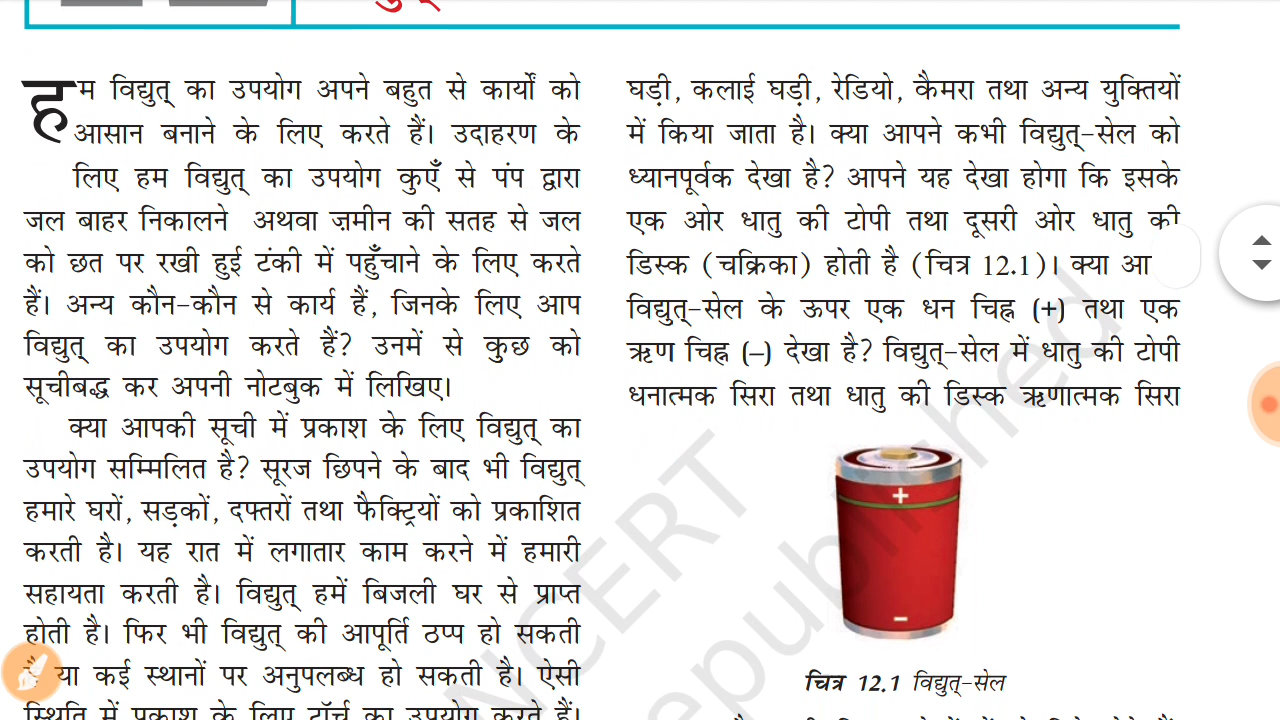 हम विद्युत् का उपयोग अपने बहुत से कार्यों को
आसान बनाने के लिए करते हैं। उदाहरण के
लिए हम विद्युत् का उपयोग कुएँ से पंप द्वारा
जल बाहर निकालने अथवा ज़मीन की सतह से जल
को छत पर रखी हुई टंकी में पहुँचाने के लिए करते
हैं। अन्य कौन-कौन से कार्य हैं, जिनके लिए आप
विद्युत् का उपयोग करते हैं? उनमें से कुछ को
सूचीबद्ध कर अपनी नोटबुक में लिखिए।
क्या आपकी सूची में प्रकाश के लिए विद्युत् का
उपयोग सम्मिलित है? सूरज छिपने के बाद भी विद्युत्
हमारे घरों, सड़कों, दफ्तरों तथा फैक्ट्रियों को प्रकाशित
करती है। यह रात में लगातार काम करने में हमारी
सहायता करती है। विद्युत् हमें बिजली घर से प्राप्त
होती है। फिर भी विद्युत् की आपूर्ति ठप्प हो सकती
है या कई स्थानों पर अनुपलब्ध हो सकती है। ऐसी
स्थिति में प्रकाश के लिए टॉर्च का उपयोग करते हैं।
घड़ी, कलाई घड़ी, रेडियो, कैमरा तथा अन्य युक्तियों
में किया जाता है। क्या आपने कभी विद्युत्-सेल को
ध्यानपूर्वक देखा है? आपने यह देखा होगा कि इसके
एक ओर धातु की टोपी तथा दूसरी ओर धातु की
डिस्क (चक्रिका) होती है (चित्र 12.1)। क्या
विद्युत्-सेल के ऊपर एक धन चिह्न (+) तथा एक
ऋण चिह्न (–) देखा है? विद्युत्-सेल में धातु की टोपी
धनात्मक सिरा तथा धातु की डिस्क ऋणात्मक सिरा
+
–
चित्र 12.1 विद्युत्-सेल
NCERT
republished